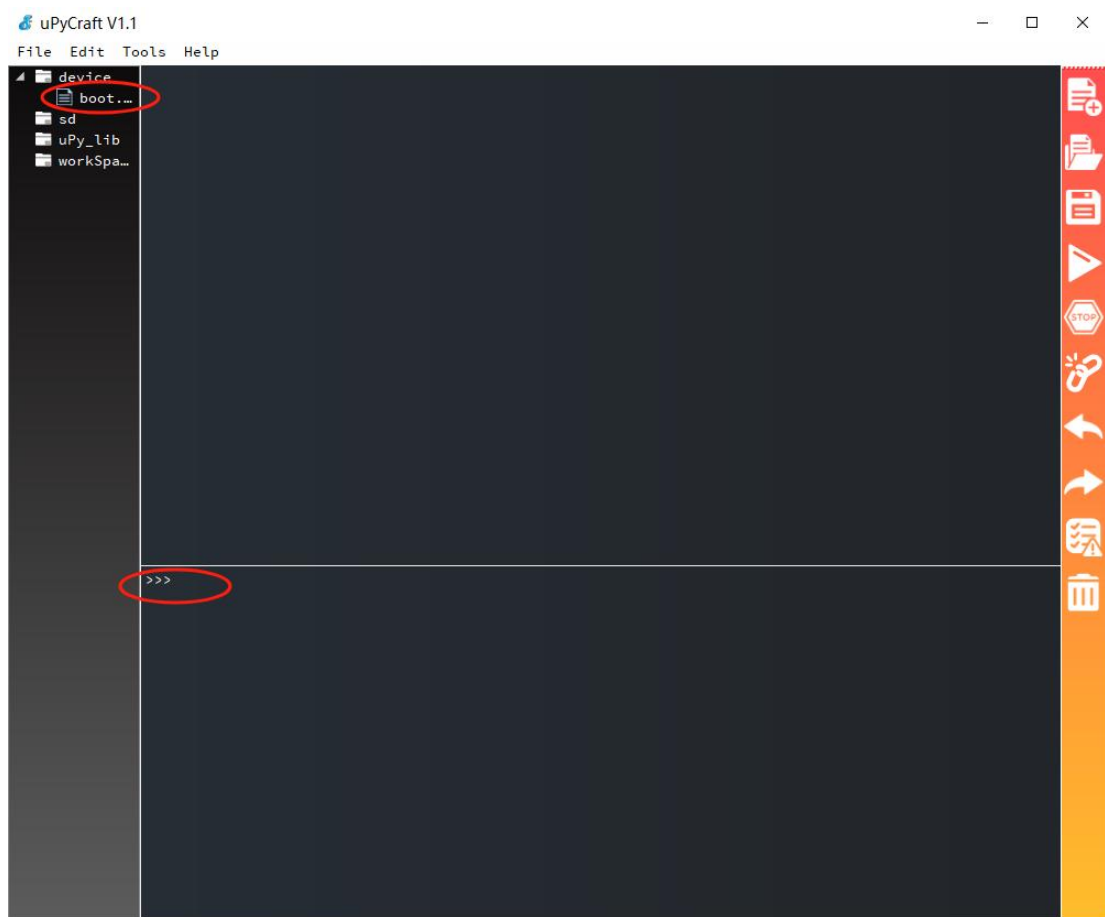 uPyCraft V1.1
File Edit Tools Help
device
boot....
sd
uPy_lib
workSpa...
>>>
STOP